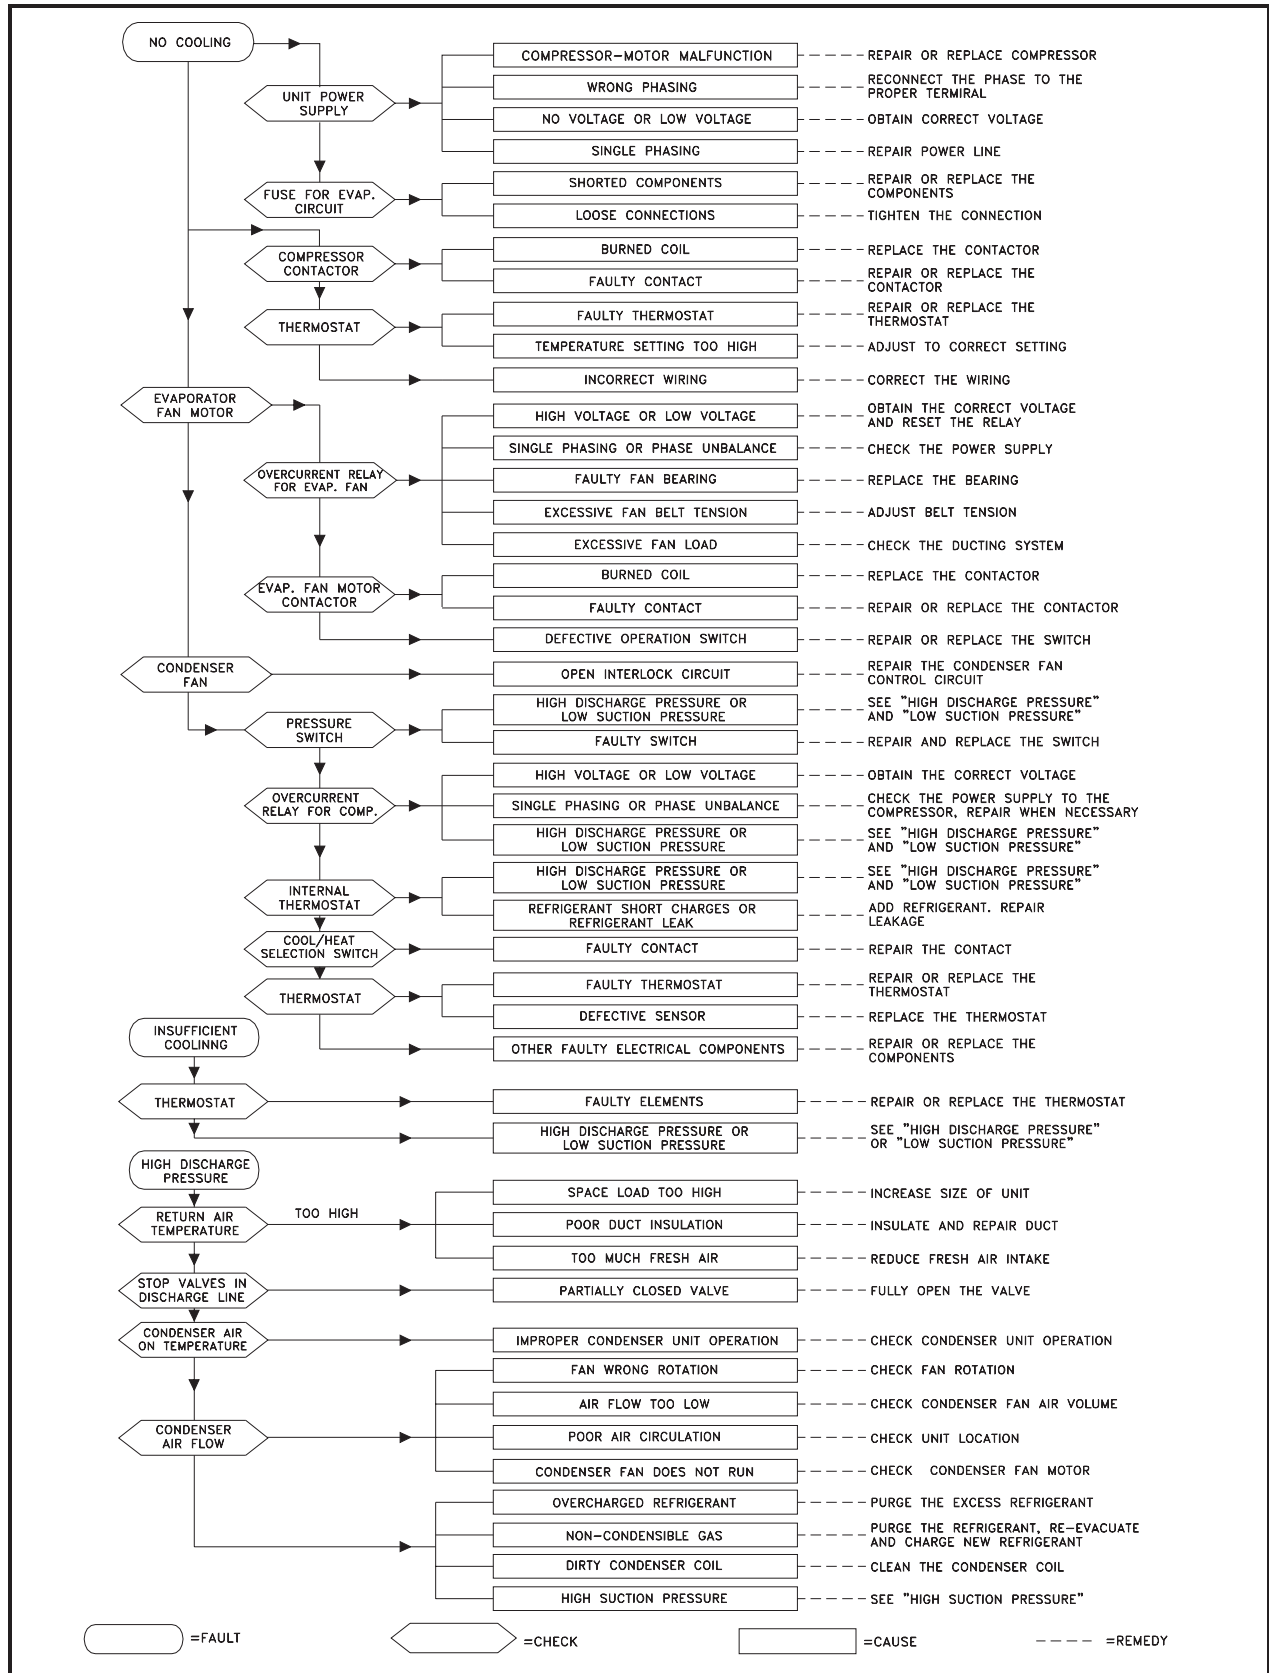 NO COOLING
COMPRESSOR-MOTOR MALFUNCTION
REPAIR OR REPLACE COMPRESSOR
UNIT POWER
SUPPLY
WRONG PHASING
RECONNECT THE PHASE TO THE
PROPER TERMIRAL
NO VOLTAGE OR LOW VOLTAGE
OBTAIN CORRECT VOLTAGE
SINGLE PHASING
REPAIR POWER LINE
FUSE FOR EVAP.
CIRCUIT
SHORTED COMPONENTS
REPAIR OR REPLACE THE
COMPONENTS
LOOSE CONNECTIONS
TIGHTEN THE CONNECTION
COMPRESSOR
CONTACTOR
BURNED COIL
REPLACE THE CONTACTOR
FAULTY CONTACT
REPAIR OR REPLACE THE
CONTACTOR
THERMOSTAT
FAULTY THERMOSTAT
REPAIR OR REPLACE THE
THERMOSTAT
TEMPERATURE SETTING TOO HIGH
ADJUST TO CORRECT SETTING
INCORRECT WIRING
CORRECT THE WIRING
EVAPORATOR
FAN MOTOR
HIGH VOLTAGE OR LOW VOLTAGE
OBTAIN THE CORRECT VOLTAGE
AND RESET THE RELAY
SINGLE PHASING OR PHASE UNBALANCE
CHECK THE POWER SUPPLY
OVERCURRENT RELAY
FOR EVAP. FAN
FAULTY FAN BEARING
REPLACE THE BEARING
EXCESSIVE FAN BELT TENSION
ADJUST BELT TENSION
EXCESSIVE FAN LOAD
CHECK THE DUCTING SYSTEM
EVAP. FAN MOTOR
CONTACTOR
BURNED COIL
REPLACE THE CONTACTOR
FAULTY CONTACT
REPAIR OR REPLACE THE CONTACTOR
DEFECTIVE OPERATION SWITCH
REPAIR OR REPLACE THE SWITCH
CONDENSER
FAN
OPEN INTERLOCK CIRCUIT
REPAIR THE CONDENSER FAN
CONTROL CIRCUIT
PRESSURE
SWITCH
HIGH DISCHARGE PRESSURE OR
LOW SUCTION PRESSURE
SEE "HIGH DISCHARGE PRESSURE"
AND "LOW SUCTION PRESSURE"
FAULTY SWITCH
REPAIR AND REPLACE THE SWITCH
OVERCURRENT
RELAY FOR COMP.
HIGH VOLTAGE OR LOW VOLTAGE
OBTAIN THE CORRECT VOLTAGE
SINGLE PHASING OR PHASE UNBALANCE
CHECK THE POWER SUPPLY TO THE
COMPRESSOR, REPAIR WHEN NECESSARY
HIGH DISCHARGE PRESSURE OR
LOW SUCTION PRESSURE
SEE "HIGH DISCHARGE PRESSURE"
AND "LOW SUCTION PRESSURE"
INTERNAL
THERMOSTAT
HIGH DISCHARGE PRESSURE OR
LOW SUCTION PRESSURE
SEE "HIGH DISCHARGE PRESSURE"
AND "LOW SUCTION PRESSURE"
REFRIGERANT SHORT CHARGES OR
REFRIGERANT LEAK
ADD REFRIGERANT. REPAIR
LEAKAGE
COOL/HEAT
SELECTION SWITCH
FAULTY CONTACT
REPAIR THE CONTACT
THERMOSTAT
FAULTY THERMOSTAT
REPAIR OR REPLACE THE
THERMOSTAT
DEFECTIVE SENSOR
REPLACE THE THERMOSTAT
OTHER FAULTY ELECTRICAL COMPONENTS
REPAIR OR REPLACE THE
COMPONENTS
INSUFFICIENT
COOLINNG
THERMOSTAT
FAULTY ELEMENTS
REPAIR OR REPLACE THE THERMOSTAT
HIGH DISCHARGE PRESSURE OR
LOW SUCTION PRESSURE
SEE "HIGH DISCHARGE PRESSURE"
OR "LOW SUCTION PRESSURE"
HIGH DISCHARGE
PRESSURE
RETURN AIR
TEMPERATURE
TOO HIGH
SPACE LOAD TOO HIGH
INCREASE SIZE OF UNIT
POOR DUCT INSULATION
INSULATE AND REPAIR DUCT
TOO MUCH FRESH AIR
REDUCE FRESH AIR INTAKE
STOP VALVES IN
DISCHARGE LINE
PARTIALLY CLOSED VALVE
FULLY OPEN THE VALVE
CONDENSER AIR
ON TEMPERATURE
IMPROPER CONDENSER UNIT OPERATION
CHECK CONDENSER UNIT OPERATION
CONDENSER
AIR FLOW
FAN WRONG ROTATION
CHECK FAN ROTATION
AIR FLOW TOO LOW
CHECK CONDENSER FAN AIR VOLUME
POOR AIR CIRCULATION
CHECK UNIT LOCATION
CONDENSER FAN DOES NOT RUN
CHECK CONDENSER FAN MOTOR
OVERCHARGED REFRIGERANT
PURGE THE EXCESS REFRIGERANT
NON-CONDENSIBLE GAS
PURGE THE REFRIGERANT, RE-EVACUATE
AND CHARGE NEW REFRIGERANT
DIRTY CONDENSER COIL
CLEAN THE CONDENSER COIL
HIGH SUCTION PRESSURE
SEE "HIGH SUCTION PRESSURE"
=FAULT
=CHECK
=CAUSE
=REMEDY